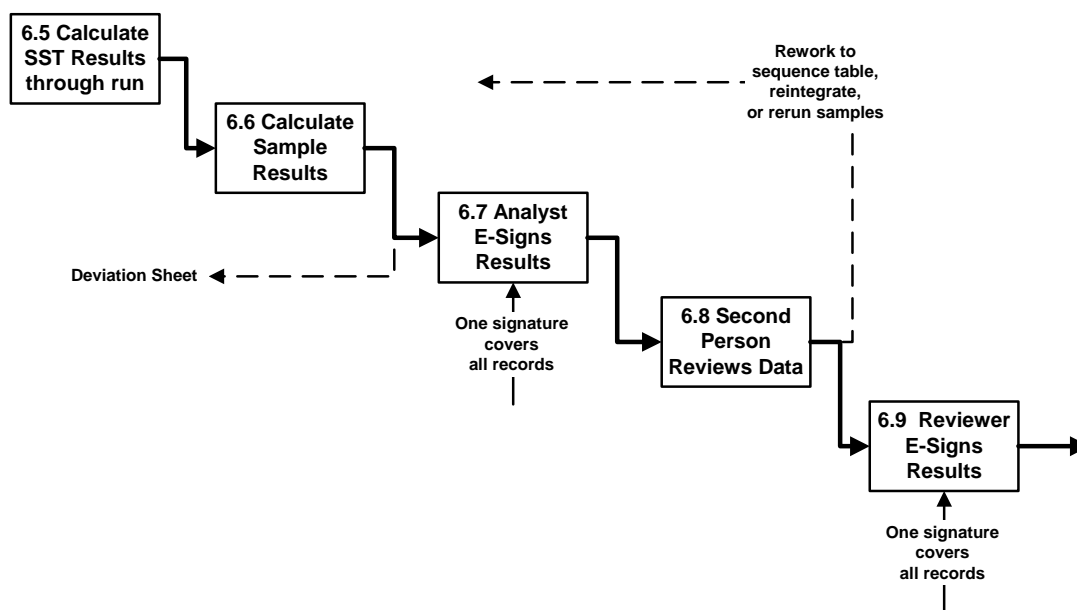 6.5 Calculate
SST Results
through run
Rework to
sequence table,
reintegrate,
or rerun samples
6.6 Calculate
Sample
Results
6.7 Analyst
E-Signs
Results
Deviation Sheet
One signature
covers
all records
6.8 Second
Person
Reviews Data
6.9 Reviewer
E-Signs
Results
One signature
covers
all records